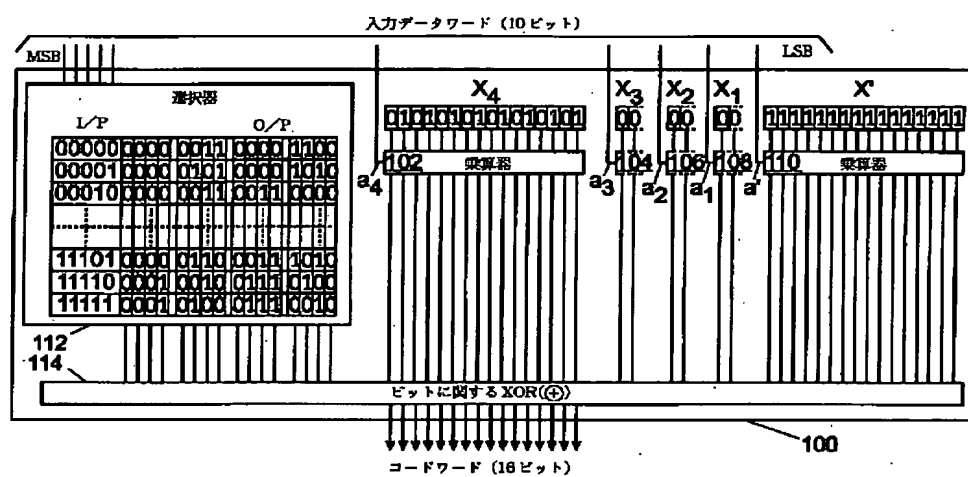 入力データワード (10ビット)
MSB
LSB
選択器
I/P O/P
00000 0000 0011 0000 1100
00001 0000 0101 0000 1010
00010 0000 0011 0011 0000
11101 0000 0110 0011 1010
11110 0001 0010 0111 0100
11111 0001 0100 0111 0010
X4 X3 X2 X1 X'
0101010101010101 00 00 00 1111111111111111
a4 102 a3 104 a2 106 a1 108 a' 110
乗算器 乗算器
112
114
ビットに関するXOR(⊕)
100
コードワード (16ビット)